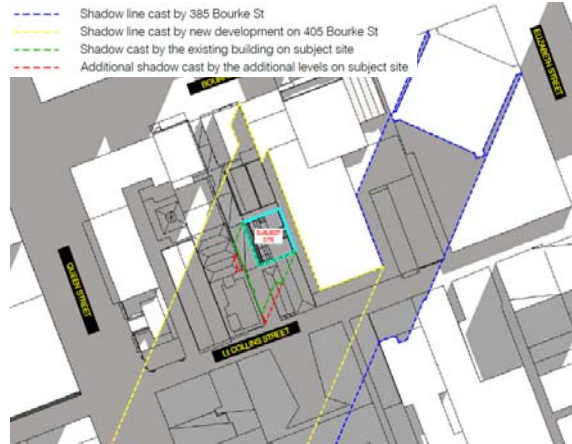 Shadow line cast by 385 Bourke St
Shadow line cast by new development on 405 Bourke St
Shadow cast by the existing building on subject site
Additional shadow cast by the additional levels on subject site
ELIZABETH STREET
SUBJECT
SITE
QUEEN STREET
Lt COLLINS STREET